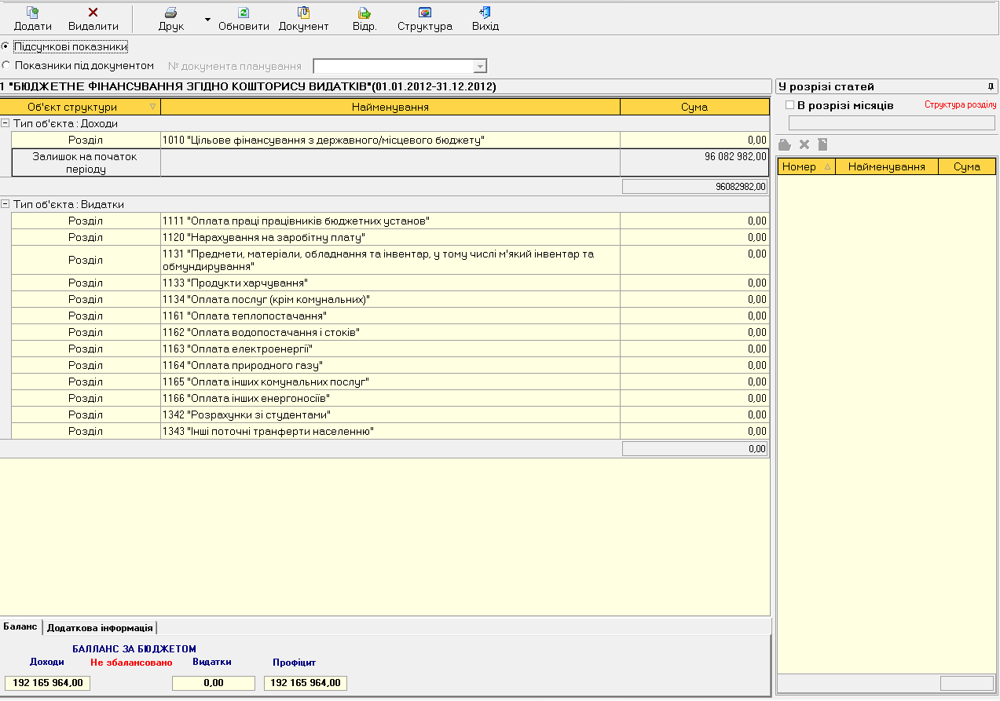 Додати Видалити Друк Обновити Документ Відр. Структура Вихід
Підсумкові показники
Показники під документом № документа планування
1 "БЮДЖЕТНЕ ФІНАНСУВАННЯ ЗГІДНО КОШТОРИСУ ВИДАТКІВ"(01.01.2012-31.12.2012)
Об'єкт структури Найменування Сума
Тип об'єкта : Доходи
Розділ 1010 "Цільове фінансування з державного/місцевого бюджету" 0,00
Залишок на початок 96 082 982,00
періоду
96082982,00
Тип об'єкта : Видатки
Розділ 1111 "Оплата праці працівників бюджетних установ" 0,00
Розділ 1120 "Нарахування на заробітну плату" 0,00
Розділ 1131 "Предмети, матеріали, обладнання та інвентар, у тому числі м'який інвентар та 0,00
обмундирування"
Розділ 1133 "Продукти харчування" 0,00
Розділ 1134 "Оплата послуг (крім комунальних)" 0,00
Розділ 1161 "Оплата теплопостачання" 0,00
Розділ 1162 "Оплата водопостачання і стоків" 0,00
Розділ 1163 "Оплата електроенергії" 0,00
Розділ 1164 "Оплата природного газу" 0,00
Розділ 1165 "Оплата інших комунальних послуг" 0,00
Розділ 1166 "Оплата інших енергоносіїв" 0,00
Розділ 1342 "Розрахунки зі студентами" 0,00
Розділ 1343 "Інші поточні транферти населенню" 0,00
0,00
У розрізі статей
В розрізі місяців Структура розділу
Номер Найменування Сума
Баланс Додаткова інформація
БАЛЛАНС ЗА БЮДЖЕТОМ
Доходи Не збалансовано Видатки Профіцит
192 165 964,00 0,00 192 165 964,00